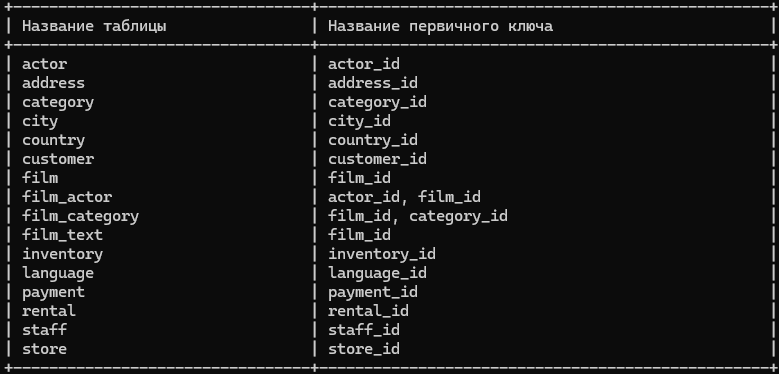 Название таблицы | Название первичного ключа
actor | actor_id
address | address_id
category | category_id
city | city_id
country | country_id
customer | customer_id
film | film_id
film_actor | actor_id, film_id
film_category | film_id, category_id
film_text | film_id
inventory | inventory_id
language | language_id
payment | payment_id
rental | rental_id
staff | staff_id
store | store_id